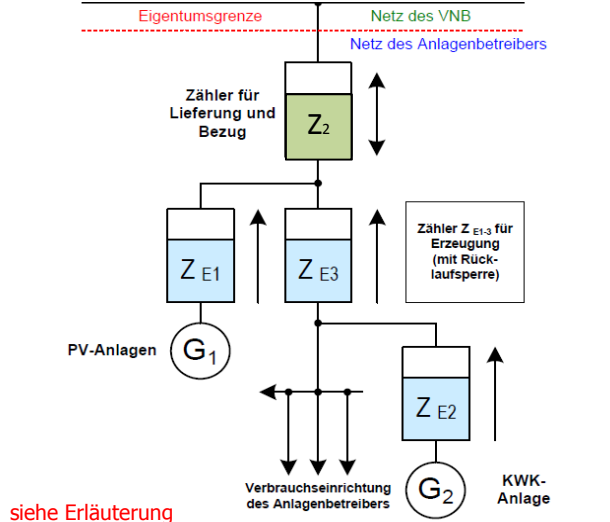 Eigentumsgrenze
Netz des VNB
Netz des Anlagenbetreibers
Zähler für
Lieferung und
Bezug
Z2
Z E1
Z E3
Zähler Z E1-3 für
Erzeugung
(mit Rück-
laufsperre)
PV-Anlagen
G1
Z E2
Verbrauchseinrichtung
des Anlagenbetreibers
G2
KWK-
Anlage
siehe Erläuterung